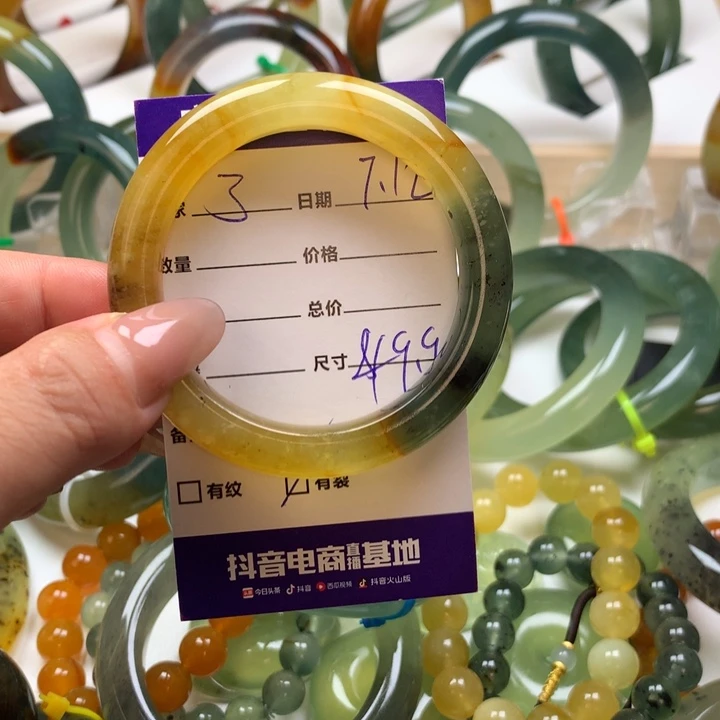 3 日期 7.12
数量 价格
总价
尺寸 49.9
有纹 有裂
抖音电商直播基地
今日头条 抖音 西瓜视频 抖音火山版